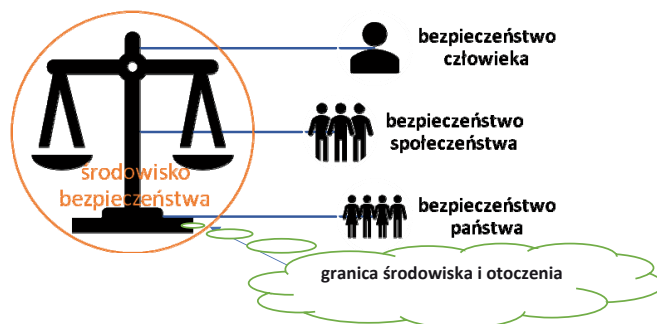 bezpieczeństwo
człowieka
bezpieczeństwo
społeczeństwa
środowisko
bezpieczeństwa
bezpieczeństwo
państwa
granica środowiska i otoczenia